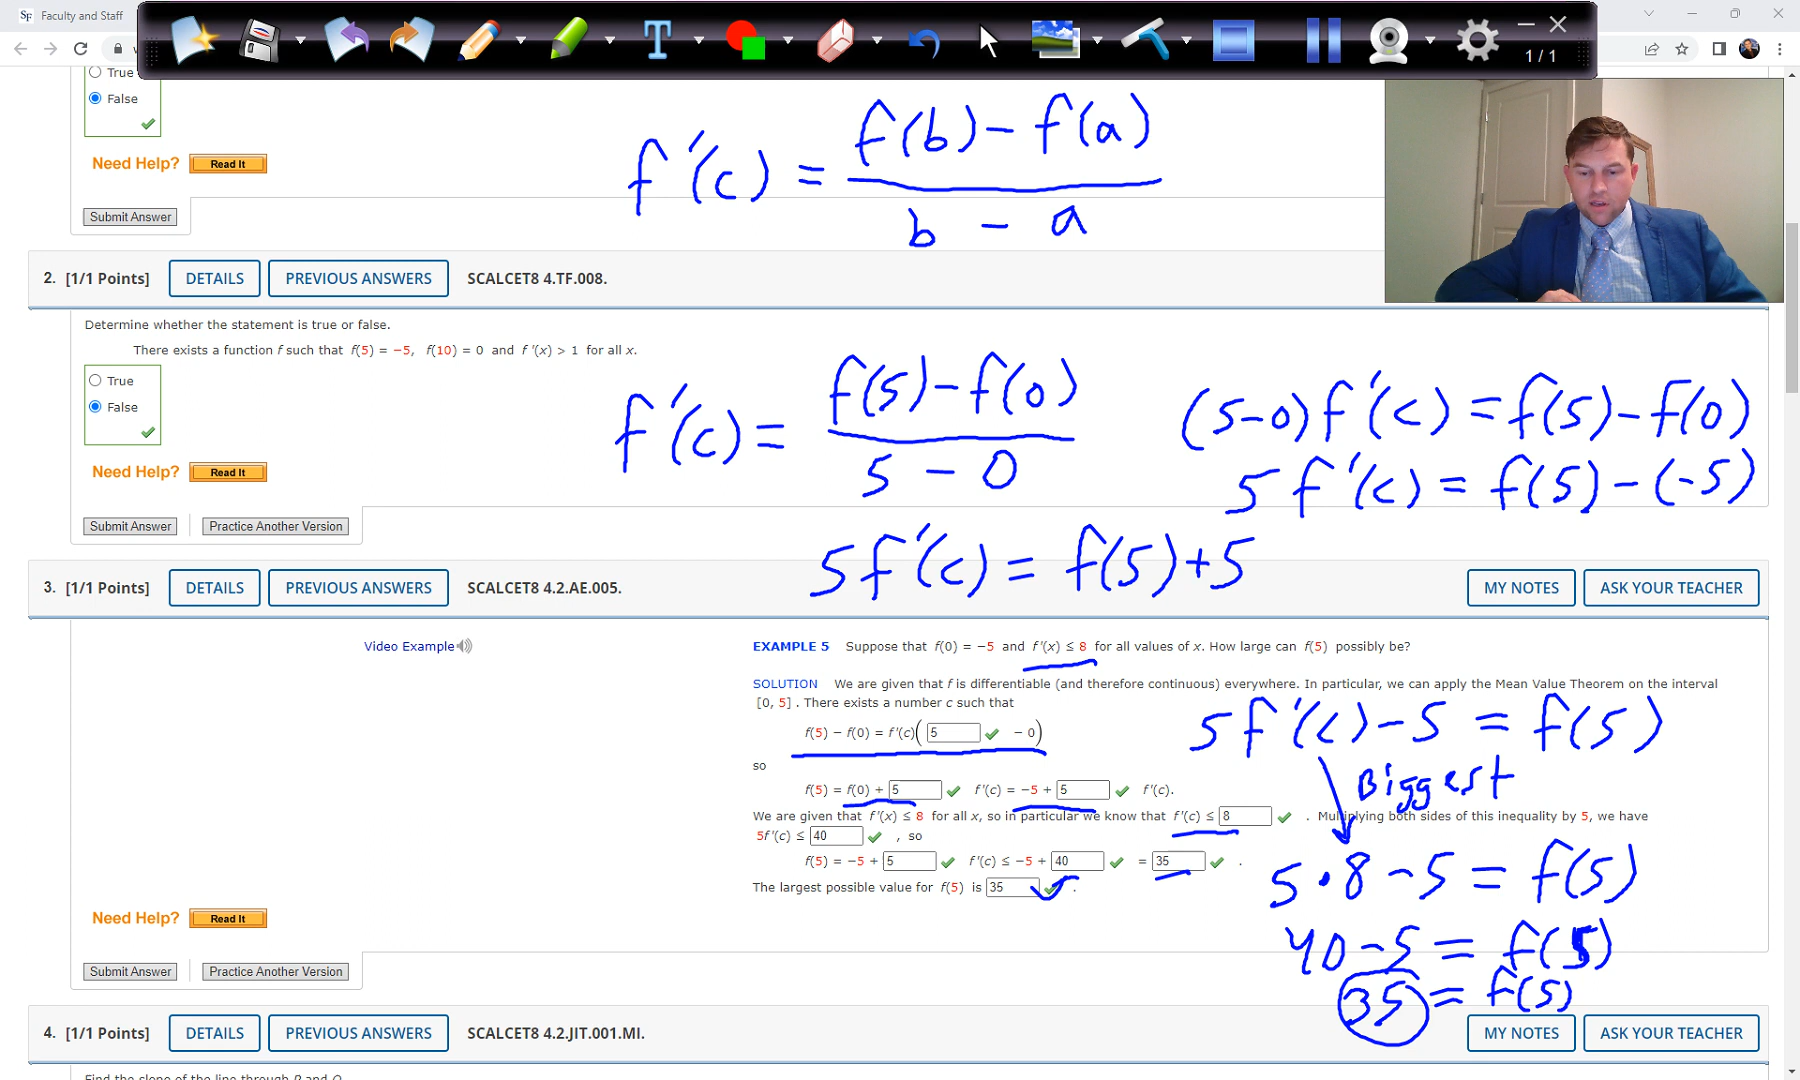 SF Faculty and Staff
1 / 1
True
False
Need Help? Read It
Submit Answer
f'(c) = f(b) - f(a)
b - a
2. [1/1 Points] DETAILS PREVIOUS ANSWERS SCALCET8 4.TF.008.
Determine whether the statement is true or false.
There exists a function f such that f(5) = −5, f(10) = 0 and f '(x) > 1 for all x.
True
False
Need Help? Read It
Submit Answer Practice Another Version
f'(c) = f(5) - f(0)
5 - 0
(5-0)f'(c) = f(5) - f(0)
5 f'(c) = f(5) - (-5)
5f'(c) = f(5)+5
3. [1/1 Points] DETAILS PREVIOUS ANSWERS SCALCET8 4.2.AE.005. MY NOTES ASK YOUR TEACHER
Video Example
EXAMPLE 5 Suppose that f(0) = −5 and f '(x) ≤ 8 for all values of x. How large can f(5) possibly be?
SOLUTION We are given that f is differentiable (and therefore continuous) everywhere. In particular, we can apply the Mean Value Theorem on the interval
[0, 5] . There exists a number c such that
f(5) − f(0) = f '(c)( 5 − 0)
so
f(5) = f(0) + 5 f '(c) = −5 + 5 f '(c).
We are given that f '(x) ≤ 8 for all x, so in particular we know that f '(c) ≤ 8 . Multiplying both sides of this inequality by 5, we have
5f '(c) ≤ 40 , so
f(5) = −5 + 5 f '(c) ≤ −5 + 40 = 35 .
The largest possible value for f(5) is 35 .
5f'(c) - 5 = f(5)
Biggest
5 · 8 - 5 = f(5)
40 - 5 = f(5)
35 = f(5)
Need Help? Read It
Submit Answer Practice Another Version
4. [1/1 Points] DETAILS PREVIOUS ANSWERS SCALCET8 4.2.JIT.001.MI. MY NOTES ASK YOUR TEACHER
Find the slope of the line through P and Q.